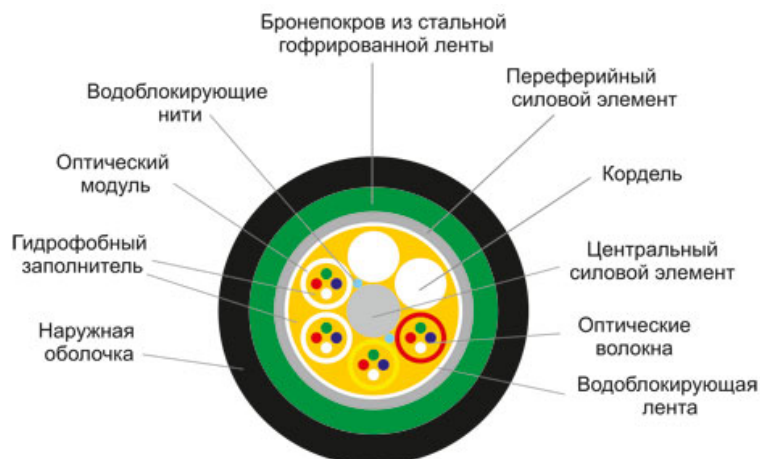 Бронепокров из стальной
гофрированной ленты
Водоблокирующие
нити
Переферийный
силовой элемент
Оптический
модуль
Кордель
Гидрофобный
заполнитель
Центральный
силовой элемент
Наружная
оболочка
Оптические
волокна
Водоблокирующая
лента